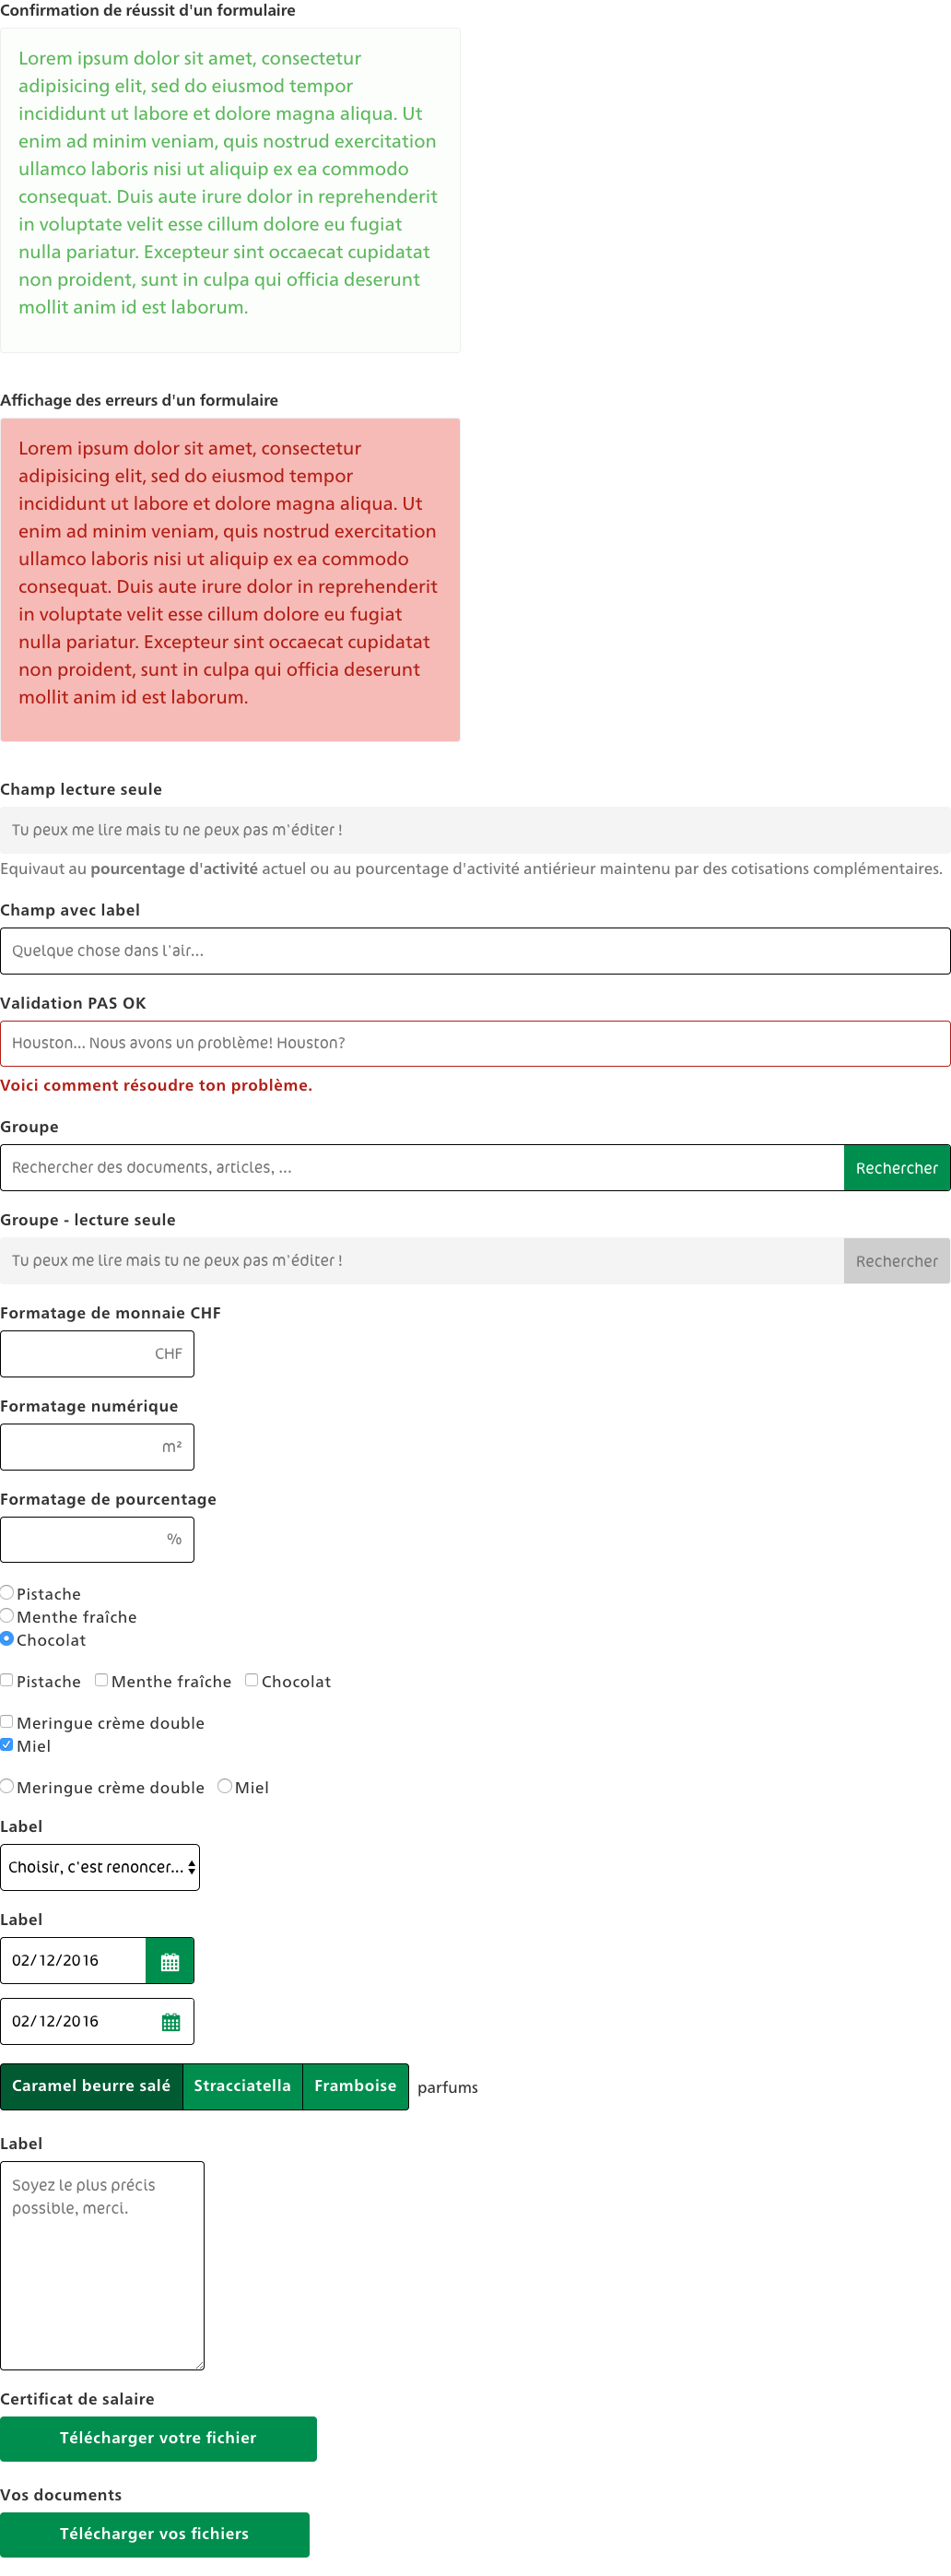 Confirmation de réussit d'un formulaire
Lorem ipsum dolor sit amet, consectetur
adipisicing elit, sed do eiusmod tempor
incididunt ut labore et dolore magna aliqua. Ut
enim ad minim veniam, quis nostrud exercitation
ullamco laboris nisi ut aliquip ex ea commodo
consequat. Duis aute irure dolor in reprehenderit
in voluptate velit esse cillum dolore eu fugiat
nulla pariatur. Excepteur sint occaecat cupidatat
non proident, sunt in culpa qui officia deserunt
mollit anim id est laborum.
Affichage des erreurs d'un formulaire
Lorem ipsum dolor sit amet, consectetur
adipisicing elit, sed do eiusmod tempor
incididunt ut labore et dolore magna aliqua. Ut
enim ad minim veniam, quis nostrud exercitation
ullamco laboris nisi ut aliquip ex ea commodo
consequat. Duis aute irure dolor in reprehenderit
in voluptate velit esse cillum dolore eu fugiat
nulla pariatur. Excepteur sint occaecat cupidatat
non proident, sunt in culpa qui officia deserunt
mollit anim id est laborum.
Champ lecture seule
Tu peux me lire mais tu ne peux pas m'éditer !
Equivaut au pourcentage d'activité actuel ou au pourcentage d'activité antérieur maintenu par des cotisations complémentaires.
Champ avec label
Quelque chose dans l'air...
Validation PAS OK
Houston... Nous avons un problème! Houston?
Voici comment résoudre ton problème.
Groupe
Rechercher des documents, articles, ... Rechercher
Groupe - lecture seule
Tu peux me lire mais tu ne peux pas m'éditer ! Rechercher
Formatage de monnaie CHF
CHF
Formatage numérique
m²
Formatage de pourcentage
%
Pistache
Menthe fraîche
Chocolat
Pistache Menthe fraîche Chocolat
Meringue crème double
Miel
Meringue crème double Miel
Label
Choisir, c'est renoncer...
Label
02/12/2016
02/12/2016
Caramel beurre salé Stracciatella Framboise parfums
Label
Soyez le plus précis
possible, merci.
Certificat de salaire
Télécharger votre fichier
Vos documents
Télécharger vos fichiers